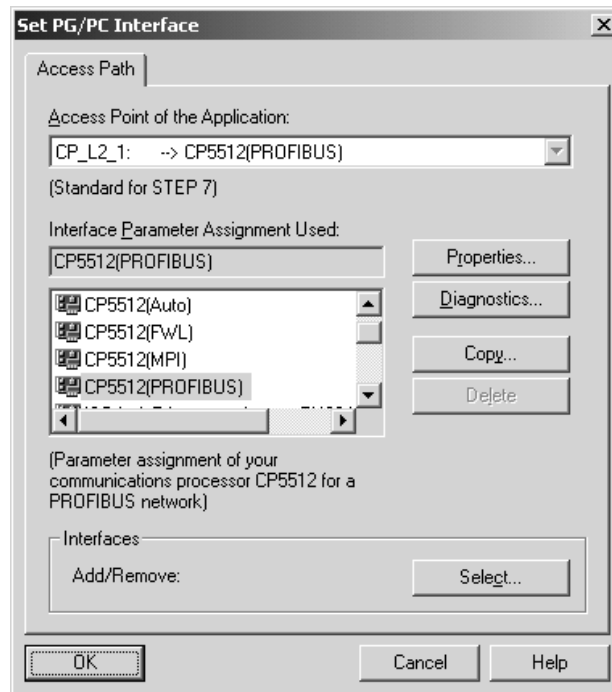 Set PG/PC Interface
Access Path
Access Point of the Application:
CP_L2_1: --> CP5512(PROFIBUS)
(Standard for STEP 7)
Interface Parameter Assignment Used:
CP5512(PROFIBUS)
Properties...
CP5512(Auto)
Diagnostics...
CP5512(FWL)
CP5512(MPI)
Copy...
CP5512(PROFIBUS)
Delete
(Parameter assignment of your
communications processor CP5512 for a
PROFIBUS network)
Interfaces
Add/Remove:
Select...
OK
Cancel
Help